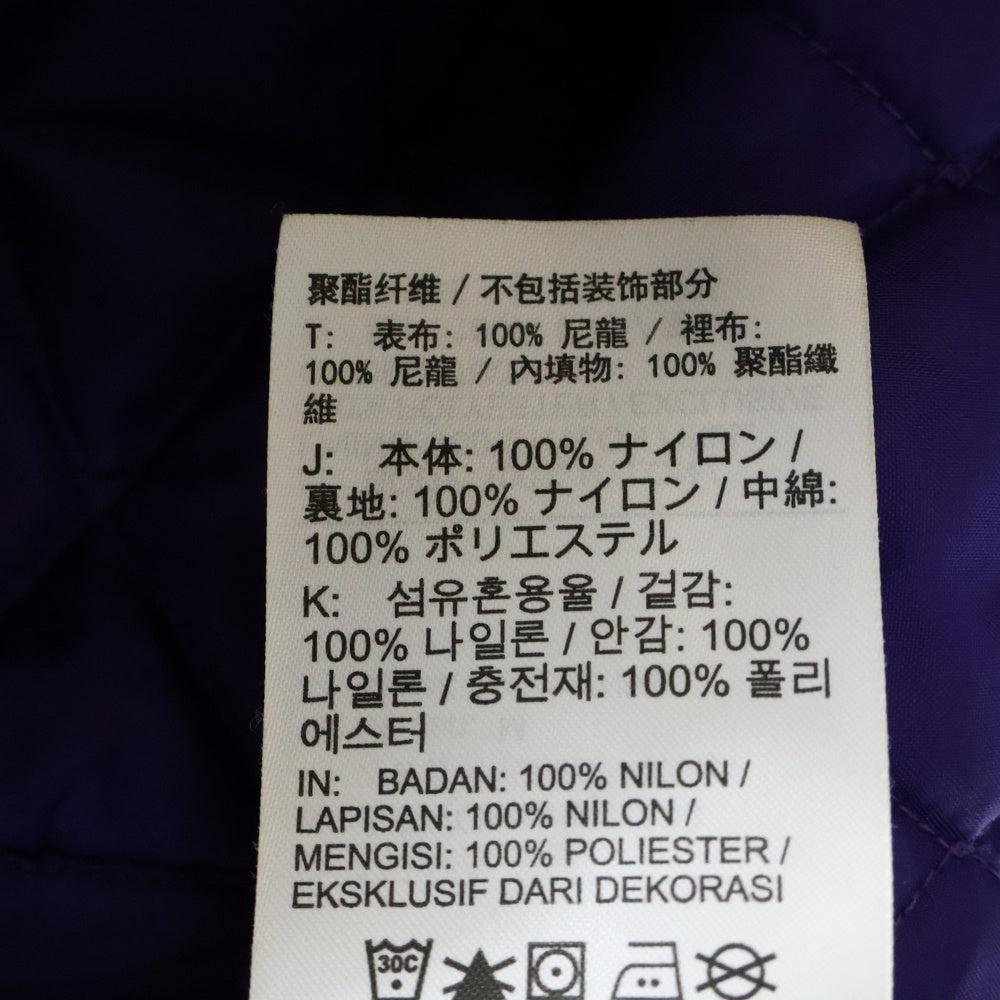 聚酯纤维 / 不包括装饰部分
T: 表布: 100% 尼龍 / 裡布:
100% 尼龍 / 內填物: 100% 聚酯纖
維
J: 本体: 100% ナイロン /
裏地: 100% ナイロン / 中綿:
100% ポリエステル
K: 섬유혼용율 / 겉감:
100% 나일론 / 안감: 100%
나일론 / 충전재: 100% 폴리
에스터
IN: BADAN: 100% NILON /
LAPISAN: 100% NILON /
MENGISI: 100% POLIESTER /
EKSKLUSIF DARI DEKORASI
30C